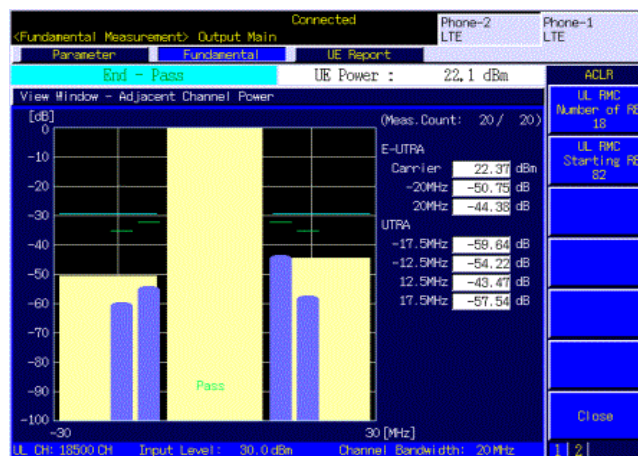 Connected
Phone-2
LTE
Phone-1
LTE
<Fundamental Measurement> Output Main
Parameter
Fundamental
UE Report
End - Pass
UE Power :
22.1 dBm
ACLR
View Window - Adjacent Channel Power
UL RMC
Number of RB
18
UL RMC
Starting RB
82
Close
1
2
[dB]
(Meas.Count: 20/ 20)
0
-10
-20
-30
-40
-50
-60
-70
-80
-90
-100
Pass
-30
30 [MHz]
E-UTRA
Carrier 22.37 dBm
-20MHz -50.75 dB
20MHz -44.38 dB
UTRA
-17.5MHz -59.64 dB
-12.5MHz -54.22 dB
12.5MHz -43.47 dB
17.5MHz -57.54 dB
UL CH: 18500 CH Input Level: 30.0 dBm Channel Bandwidth: 20 MHz